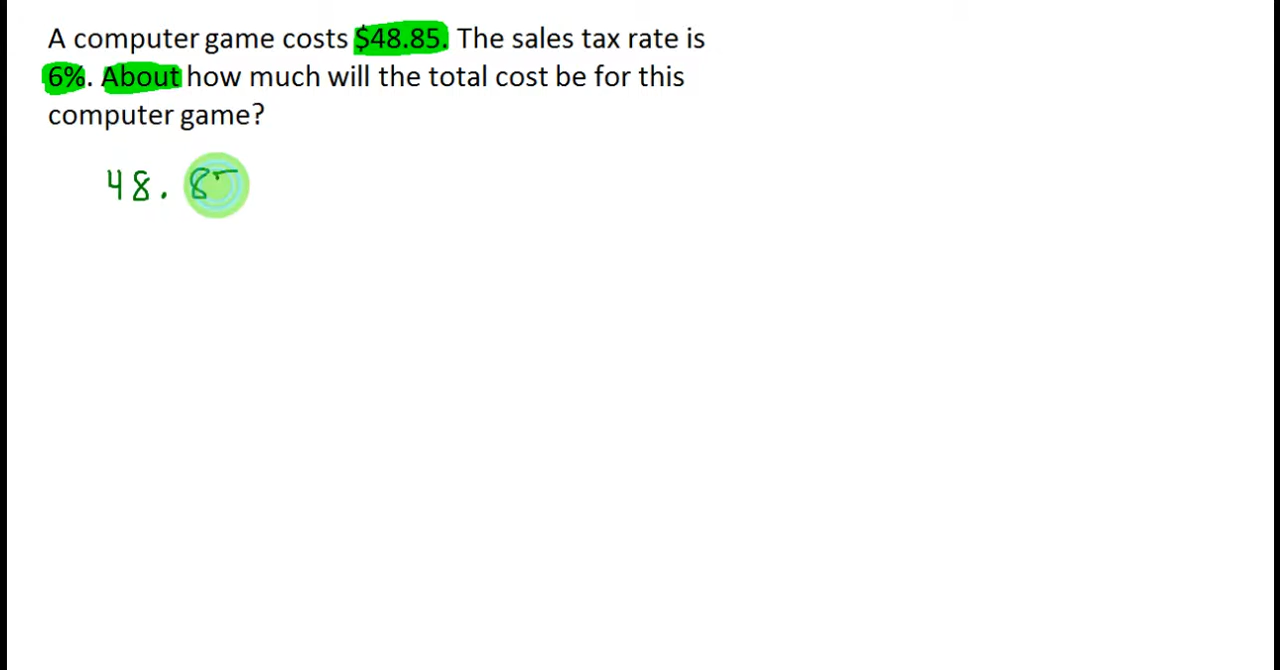 A computer game costs $48.85. The sales tax rate is
6%. About how much will the total cost be for this
computer game?
48.85